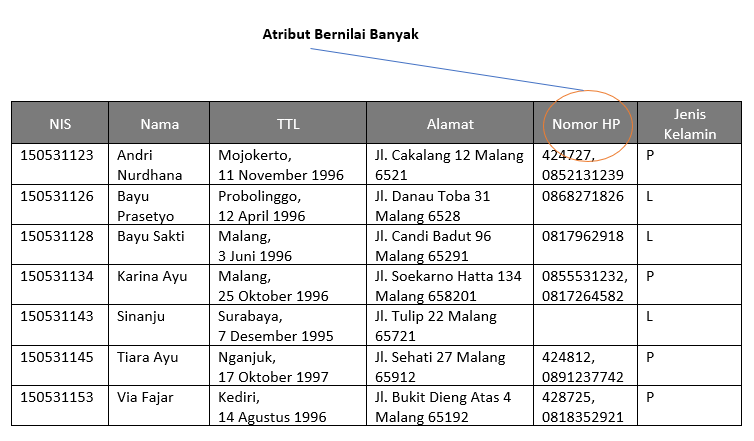 Atribut Bernilai Banyak
NIS Nama TTL Alamat Nomor HP Jenis Kelamin
150531123 Andri Nurdhana Mojokerto, 11 November 1996 Jl. Cakalang 12 Malang 6521 424727, 0852131239 P
150531126 Bayu Prasetyo Probolinggo, 12 April 1996 Jl. Danau Toba 31 Malang 6528 0868271826 L
150531128 Bayu Sakti Malang, 3 Juni 1996 Jl. Candi Badut 96 Malang 65291 0817962918 L
150531134 Karina Ayu Malang, 25 Oktober 1996 Jl. Soekarno Hatta 134 Malang 658201 0855531232, 0817264582 P
150531143 Sinanju Surabaya, 7 Desember 1995 Jl. Tulip 22 Malang 65721 L
150531145 Tiara Ayu Nganjuk, 17 Oktober 1997 Jl. Sehati 27 Malang 65912 424812, 0891237742 P
150531153 Via Fajar Kediri, 14 Agustus 1996 Jl. Bukit Dieng Atas 4 Malang 65192 428725, 0818352921 P